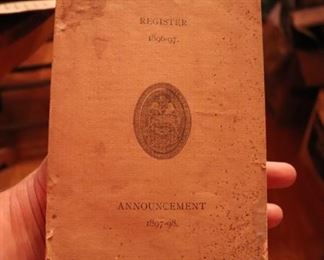 REGISTER
1896-97.
ANNOUNCEMENT
1897-98.